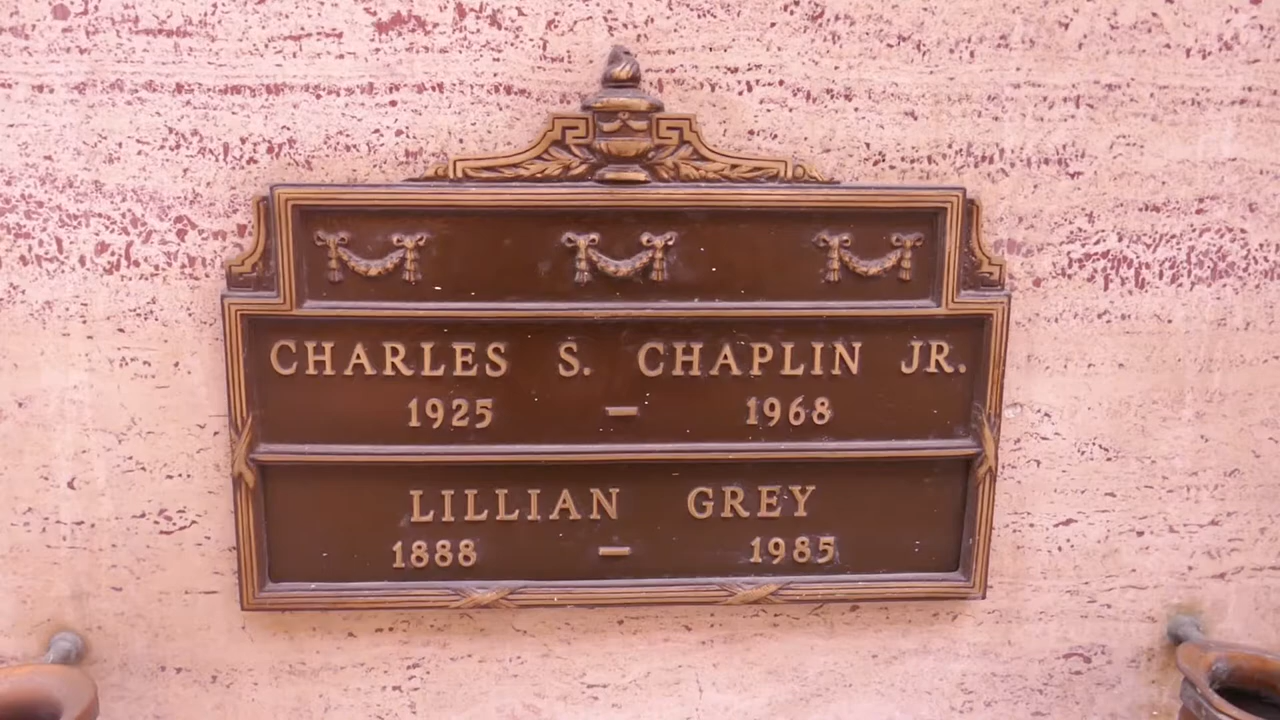 CHARLES S. CHAPLIN JR.
1925 – 1968
LILLIAN GREY
1888 – 1985